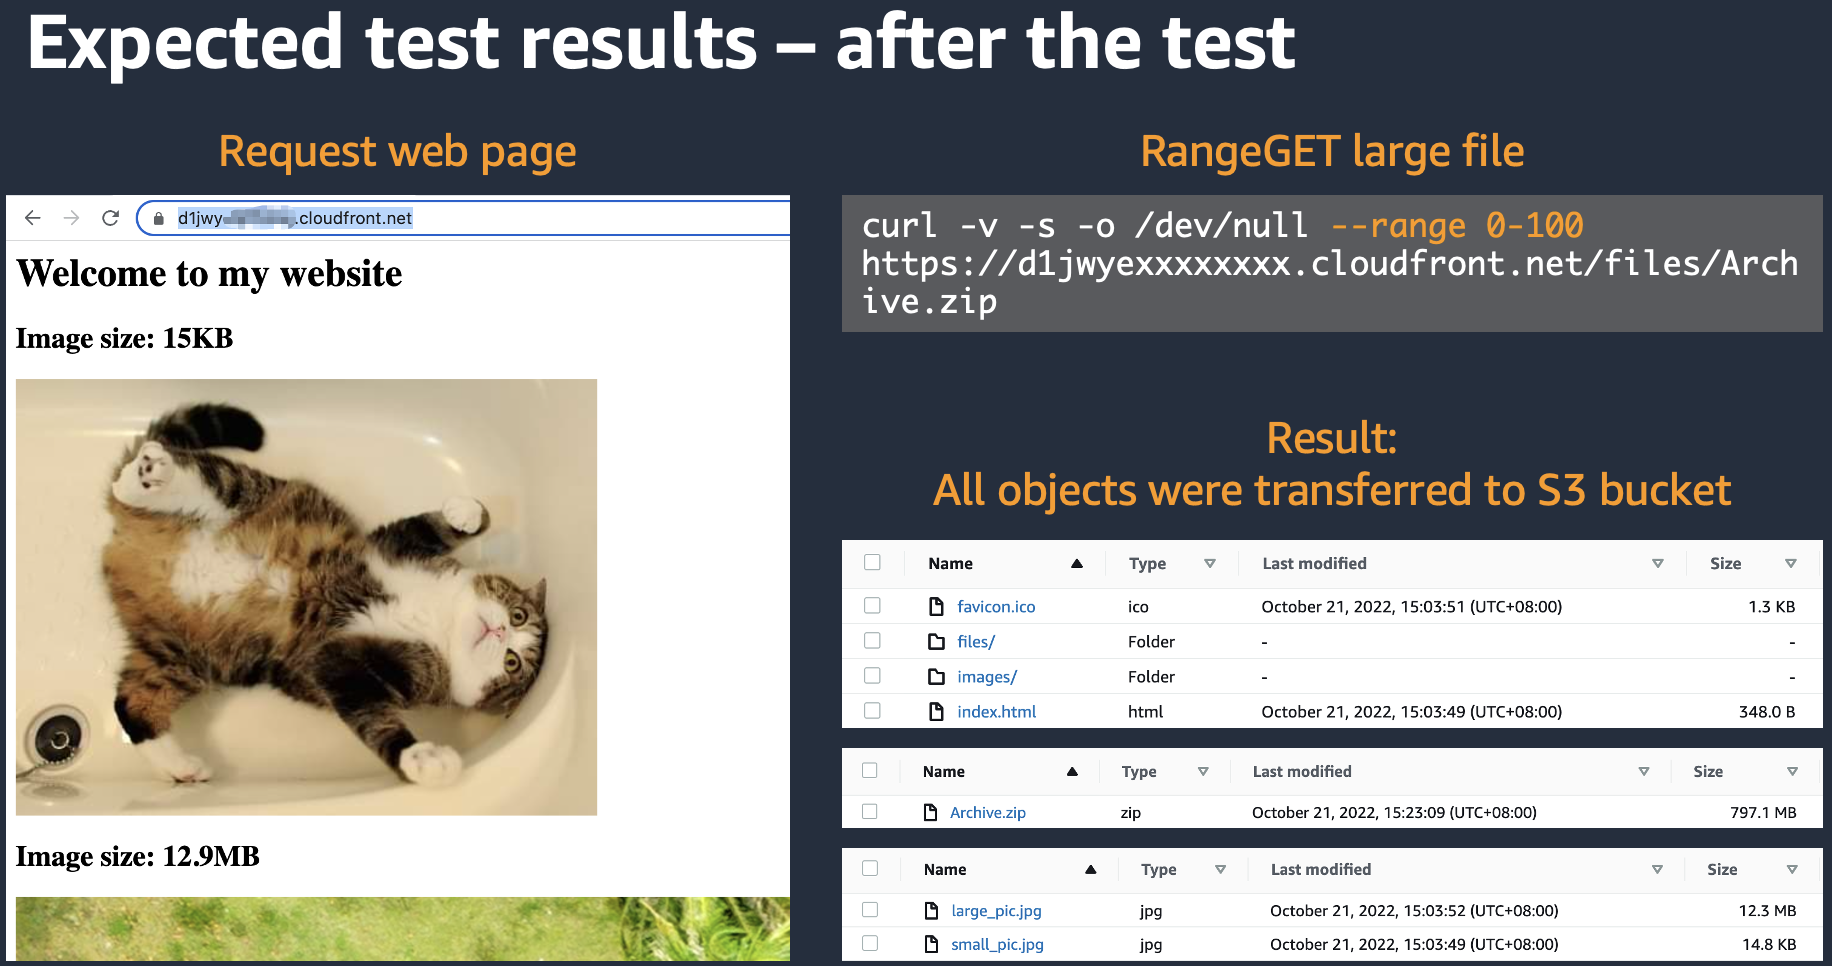 Expected test results – after the test
Request web page
d1jwy
.cloudfront.net
Welcome to my website
Image size: 15KB
Image size: 12.9MB
RangeGET large file
curl -v -s -o /dev/null --range 0-100
https://d1jwyexxxxxxxx.cloudfront.net/files/Arch
ive.zip
Result:
All objects were transferred to S3 bucket
Name Type Last modified Size
favicon.ico ico October 21, 2022, 15:03:51 (UTC+08:00) 1.3 KB
files/ Folder - -
images/ Folder - -
index.html html October 21, 2022, 15:03:49 (UTC+08:00) 348.0 B
Name Type Last modified Size
Archive.zip zip October 21, 2022, 15:23:09 (UTC+08:00) 797.1 MB
Name Type Last modified Size
large_pic.jpg jpg October 21, 2022, 15:03:52 (UTC+08:00) 12.3 MB
small_pic.jpg jpg October 21, 2022, 15:03:49 (UTC+08:00) 14.8 KB